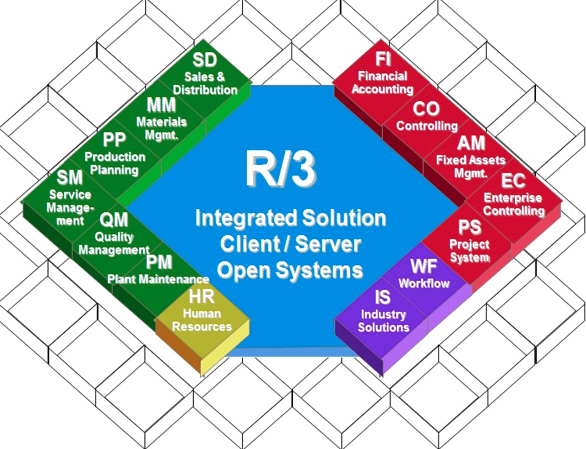 SD
Sales &
Distribution
MM
Materials
Mgmt.
PP
Production
Planning
SM
Service
Manage-
ment
QM
Quality
Management
PM
Plant Maintenance
HR
Human
Resources
R/3
Integrated Solution
Client / Server
Open Systems
FI
Financial
Accounting
CO
Controlling
AM
Fixed Assets
Mgmt.
EC
Enterprise
Controlling
PS
Project
System
WF
Workflow
IS
Industry
Solutions